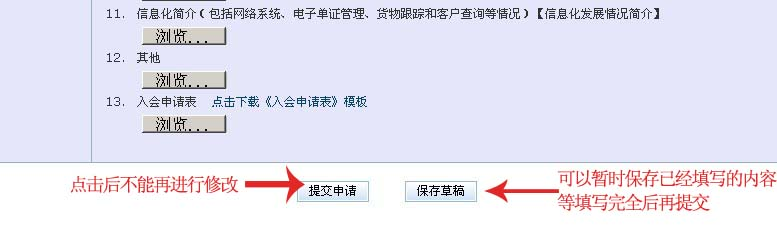 11. 信息化简介（包括网络系统、电子单证管理、货物跟踪和客户查询等情况）【信息化发展情况简介】
浏览...
12. 其他
浏览...
13. 入会申请表 点击下载《入会申请表》模板
浏览...
点击后不能再进行修改
提交申请
保存草稿
可以暂时保存已经填写的内容
等填写完全后再提交